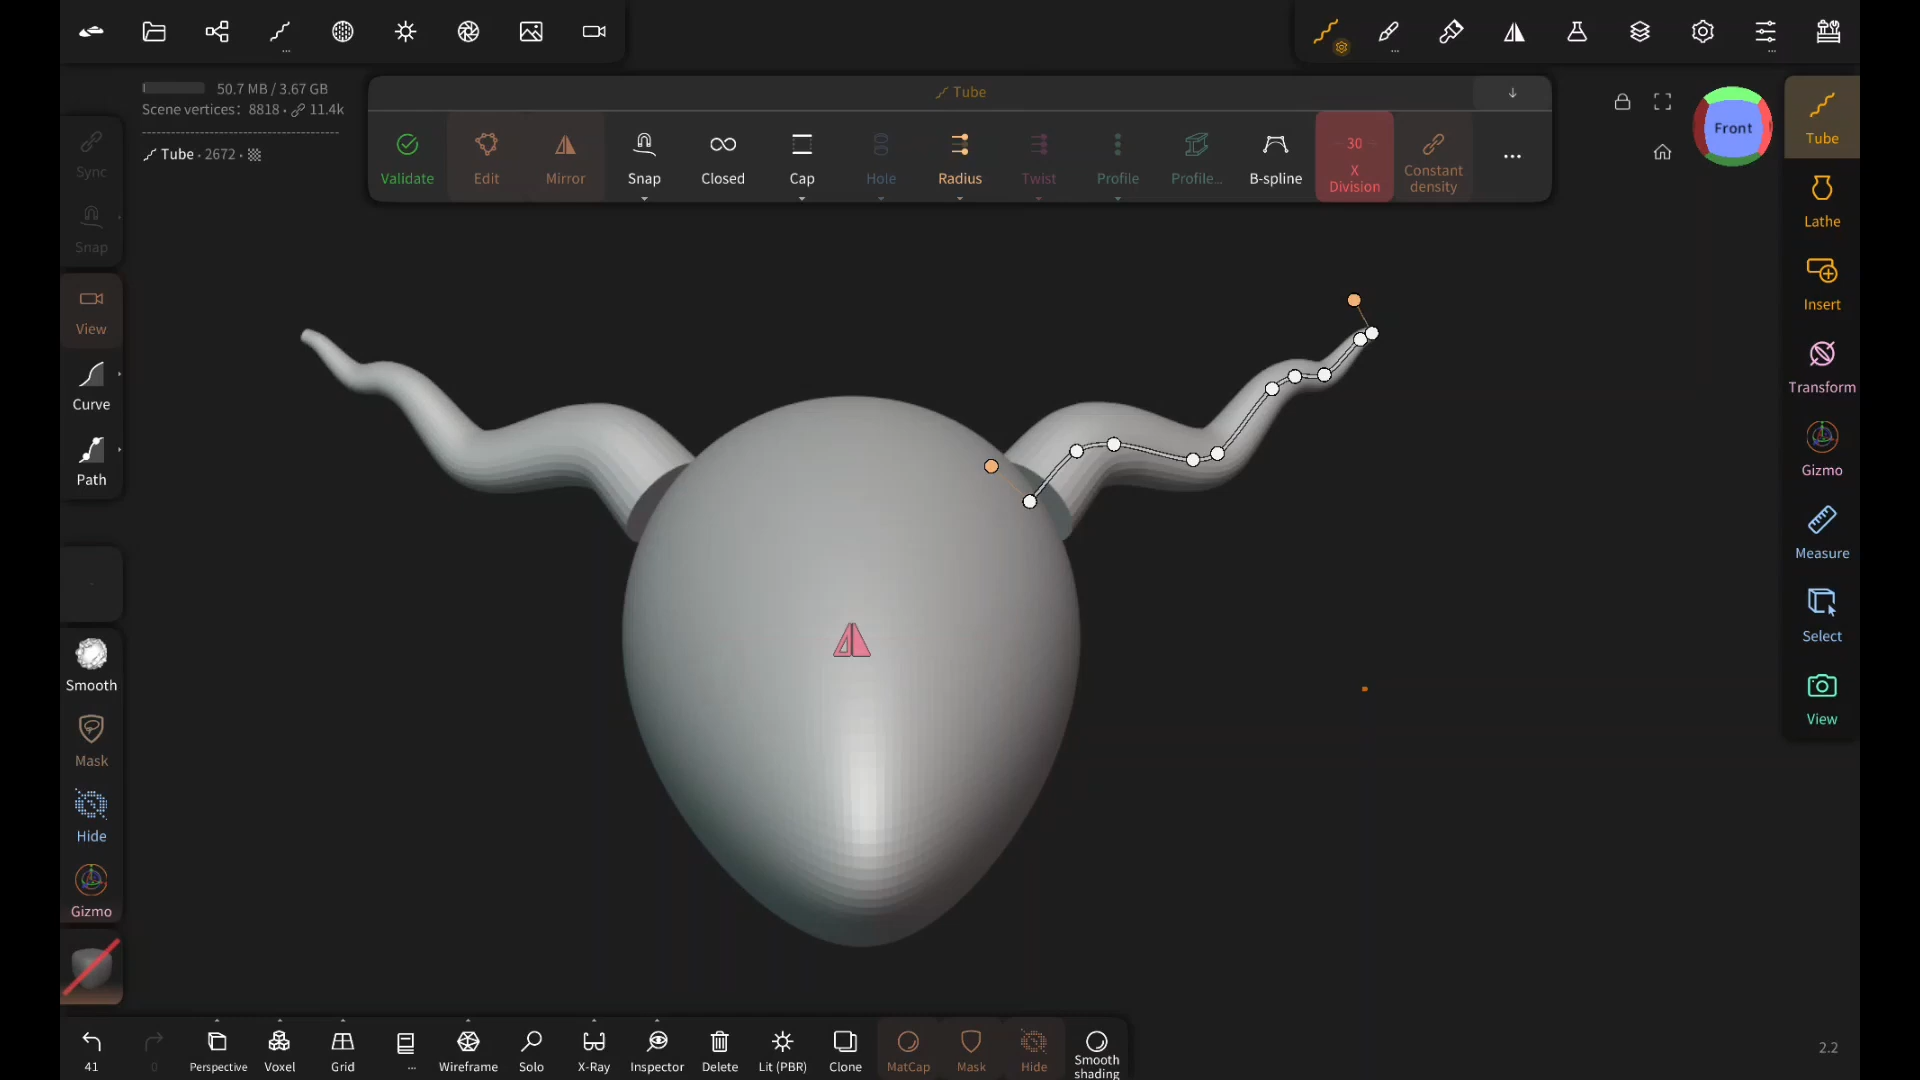 50.7 MB / 3.67 GB
Scene vertices: 8818 · 11.4k
Tube · 2672 ·
Tube
Validate
Edit
Mirror
Snap
Closed
Cap
Hole
Radius
Twist
Profile
Profile...
B-spline
30
X
Division
Constant
density
...
Front
Sync
Snap
View
Curve
Path
Smooth
Mask
Hide
Gizmo
Tube
Lathe
Insert
Transform
Gizmo
Measure
Select
View
41
0
Perspective
Voxel
Grid
...
Wireframe
Solo
X-Ray
Inspector
Delete
Lit (PBR)
Clone
MatCap
Mask
Hide
Smooth
shading
2.2